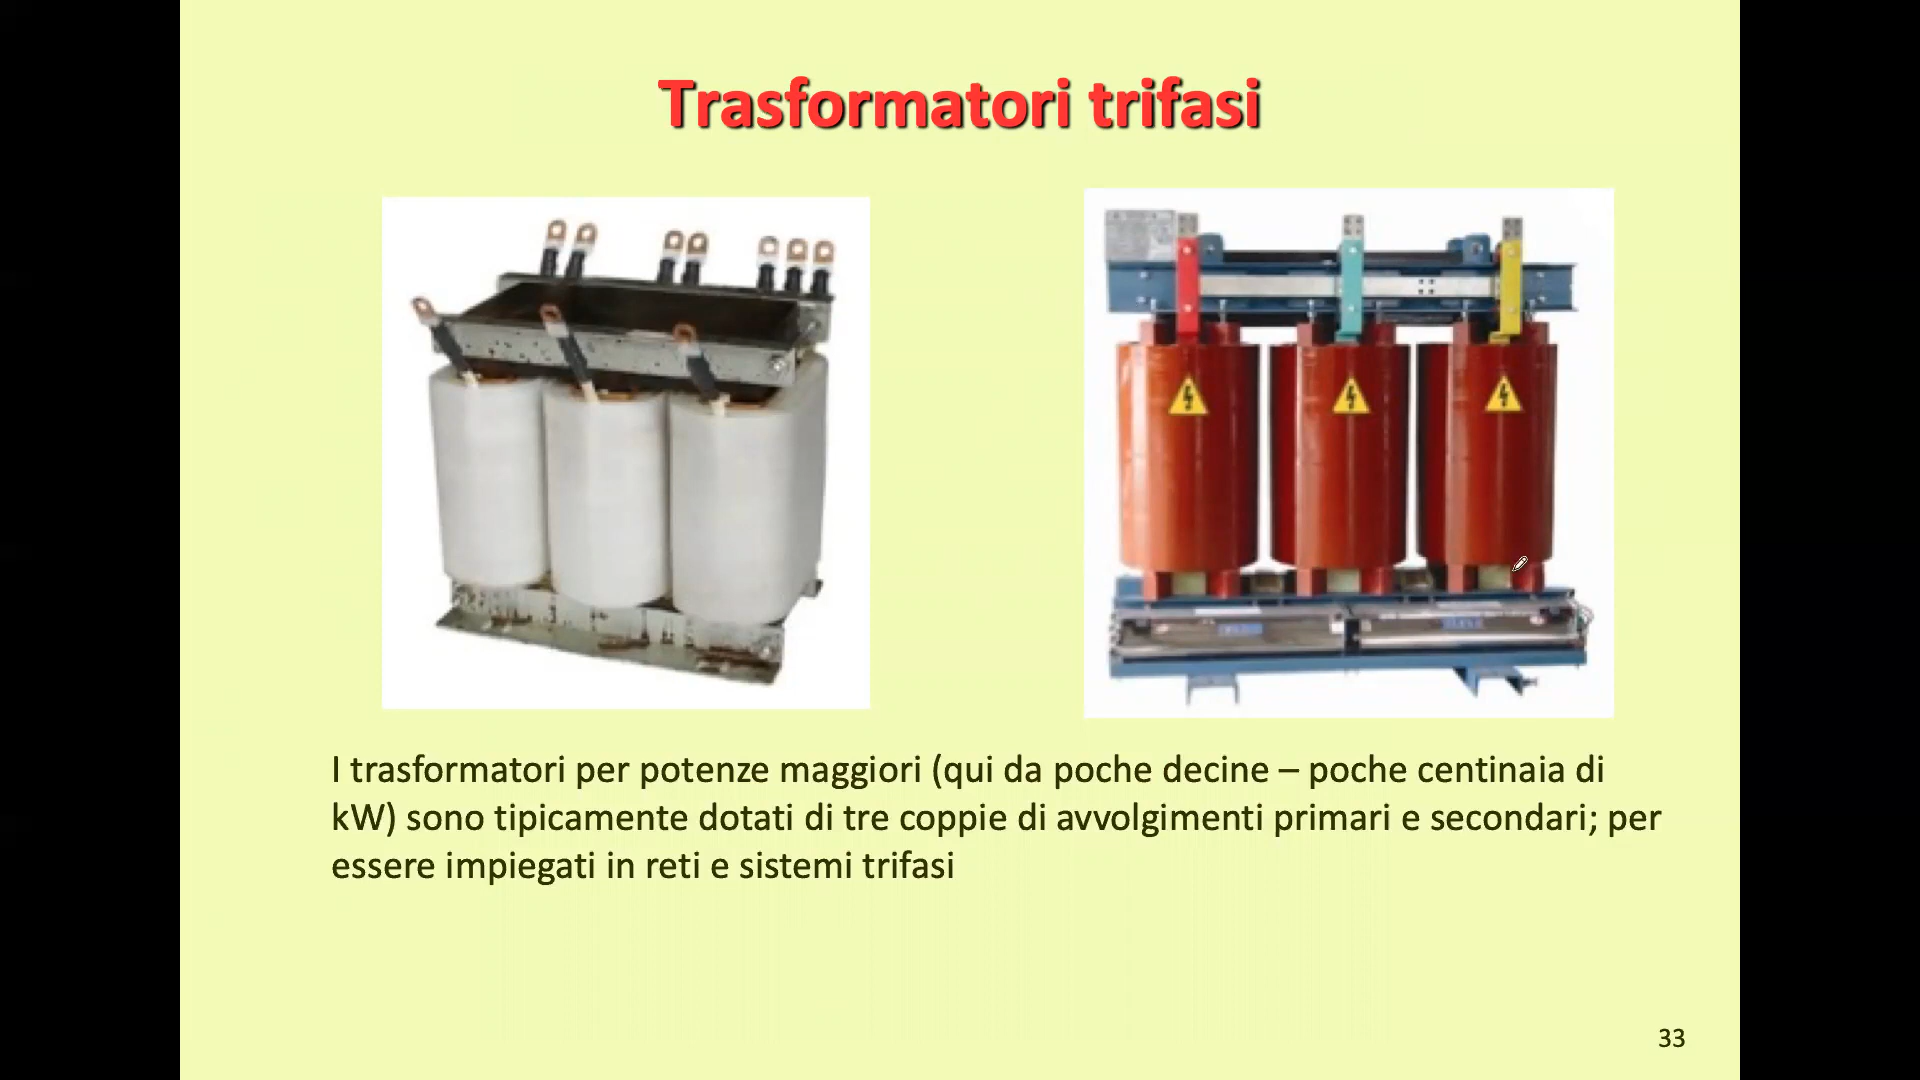 Trasformatori trifasi
I trasformatori per potenze maggiori (qui da poche decine – poche centinaia di
kW) sono tipicamente dotati di tre coppie di avvolgimenti primari e secondari; per
essere impiegati in reti e sistemi trifasi
33